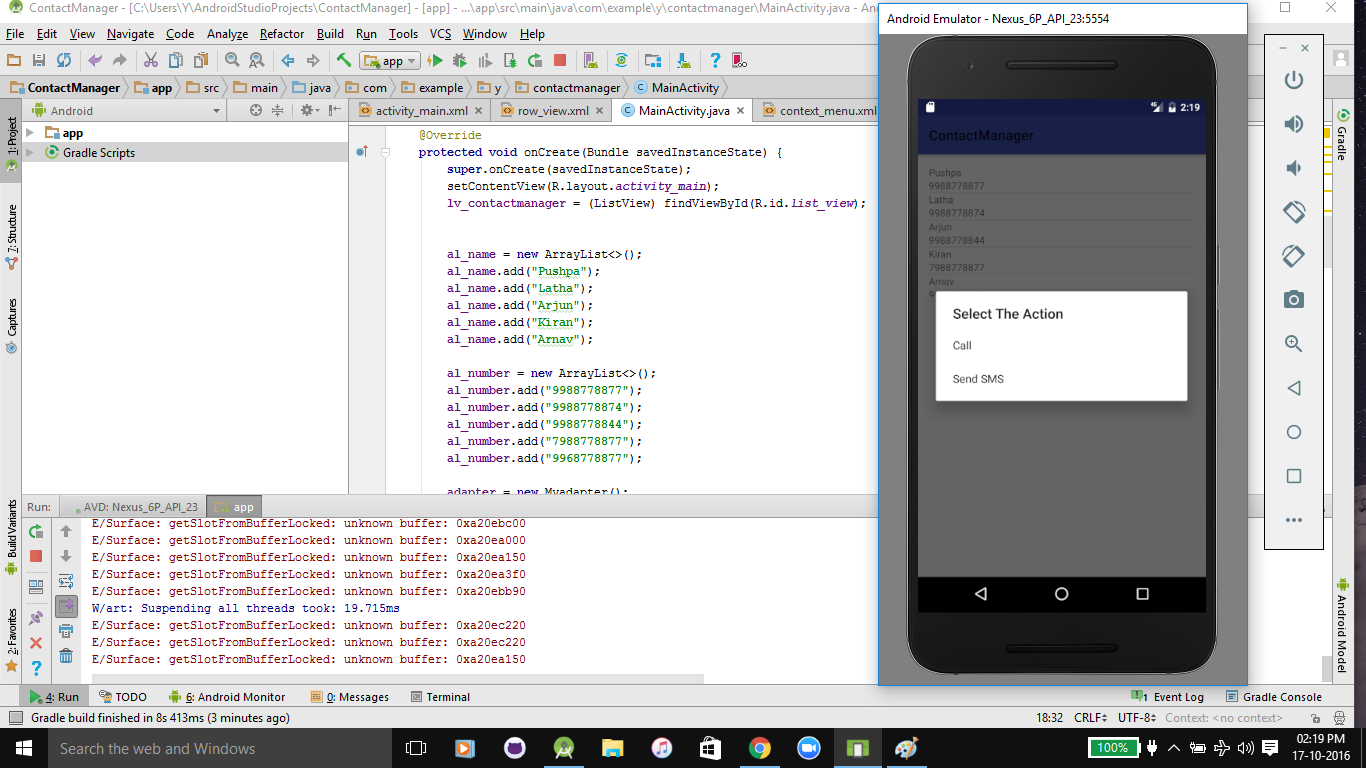 ContactManager - [C:\Users\Y\AndroidStudioProjects\ContactManager] - [app] - ...\app\src\main\java\com\example\y\contactmanager\MainActivity.java - An
File Edit View Navigate Code Analyze Refactor Build Run Tools VCS Window Help
app
ContactManager app src main java com example y contactmanager MainActivity
Android
activity_main.xml row_view.xml MainActivity.java context_menu.xml
1: Project
7: Structure
Captures
Build Variants
2: Favorites
app
Gradle Scripts
@Override
protected void onCreate(Bundle savedInstanceState) {
super.onCreate(savedInstanceState);
setContentView(R.layout.activity_main);
lv_contactmanager = (ListView) findViewById(R.id.list_view);
al_name = new ArrayList<>();
al_name.add("Pushpa");
al_name.add("Latha");
al_name.add("Arjun");
al_name.add("Kiran");
al_name.add("Arnav");
al_number = new ArrayList<>();
al_number.add("9988778877");
al_number.add("9988778874");
al_number.add("9988778844");
al_number.add("7988778877");
al_number.add("9968778877");
adapter = new Myadapter();
Run: AVD: Nexus_6P_API_23 app
E/Surface: getSlotFromBufferLocked: unknown buffer: 0xa20ebc00
E/Surface: getSlotFromBufferLocked: unknown buffer: 0xa20ea000
E/Surface: getSlotFromBufferLocked: unknown buffer: 0xa20ea150
E/Surface: getSlotFromBufferLocked: unknown buffer: 0xa20ea3f0
E/Surface: getSlotFromBufferLocked: unknown buffer: 0xa20ebb90
W/art: Suspending all threads took: 19.715ms
E/Surface: getSlotFromBufferLocked: unknown buffer: 0xa20ec220
E/Surface: getSlotFromBufferLocked: unknown buffer: 0xa20ec220
E/Surface: getSlotFromBufferLocked: unknown buffer: 0xa20ea150
Android Emulator - Nexus_6P_API_23:5554
2:19
ContactManager
Pushpa
9988778877
Latha
9988778874
Arjun
9988778844
Kiran
7988778877
Arnav
9
Select The Action
Call
Send SMS
Gradle
Android Model
4: Run TODO 6: Android Monitor 0: Messages Terminal 1 Event Log Gradle Console
Gradle build finished in 8s 413ms (3 minutes ago) 18:32 CRLF UTF-8 Context: <no context>
Search the web and Windows
100%
02:19 PM
17-10-2016